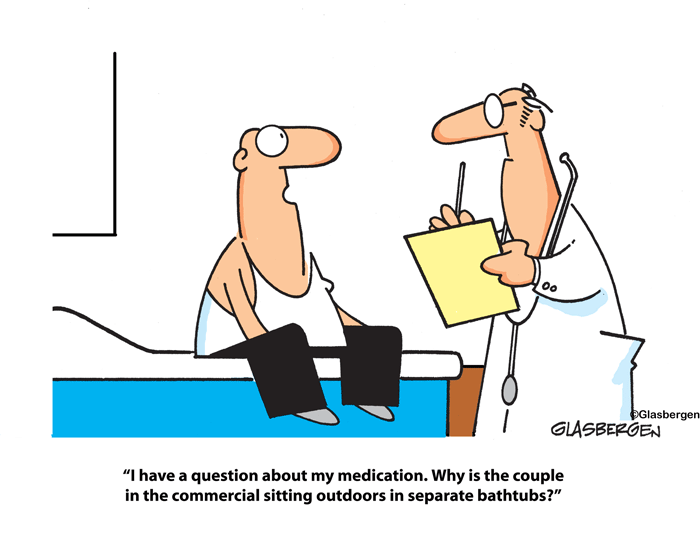 ©Glasbergen
GLASBERGEN
“I have a question about my medication. Why is the couple
in the commercial sitting outdoors in separate bathtubs?”